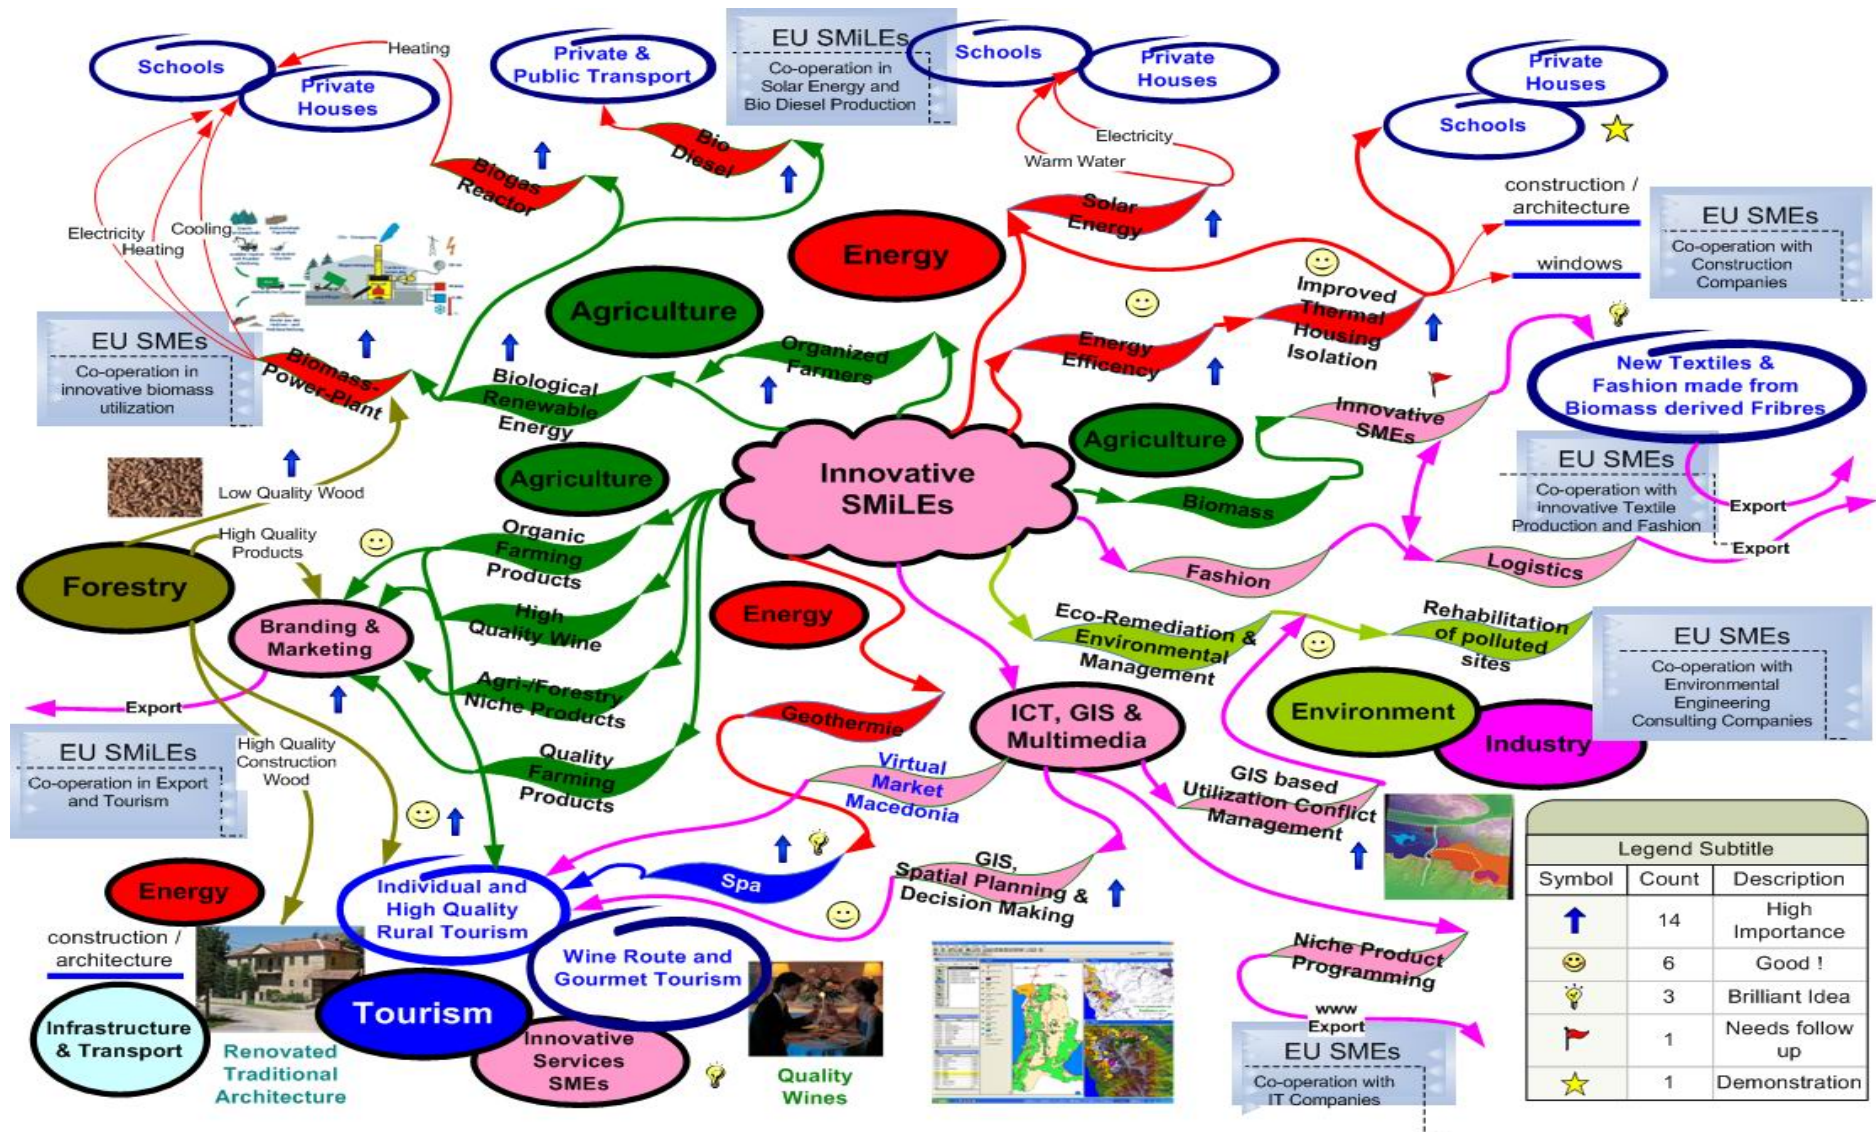 Schools
Private
Houses
Heating
Private &
Public Transport
EU SMiLEs
Co-operation in
Solar Energy and
Bio Diesel Production
Schools
Private
Houses
Private
Houses
Schools
Electricity
Warm Water
Bio
Diesel
Biogas
Reactor
Electricity
Heating
Cooling
Solar
Energy
Energy
construction /
architecture
windows
EU SMEs
Co-operation with
Construction
Companies
Agriculture
Improved
Thermal
Housing
Isolation
Energy
Efficency
Organized
Farmers
EU SMEs
Co-operation in
innovative biomass
utilization
Biomass-
Power-Plant
Biological
Renewable
Energy
New Textiles &
Fashion made from
Biomass derived Fribres
Innovative
SMEs
Agriculture
Agriculture
Innovative
SMiLEs
Biomass
EU SMEs
Co-operation with
innovative Textile
Production and Fashion
Export
Export
Low Quality Wood
High Quality
Products
Forestry
Organic
Farming
Products
Fashion
Logistics
High
Quality Wine
Energy
Branding &
Marketing
Eco-Remediation &
Environmental
Management
Rehabilitation
of polluted
sites
EU SMEs
Co-operation with
Environmental
Engineering
Consulting Companies
Agri-/Forestry
Niche Products
Export
Geothermie
ICT, GIS &
Multimedia
Environment
Industry
EU SMiLEs
Co-operation in Export
and Tourism
High Quality
Construction
Wood
Quality
Farming
Products
Virtual
Market
Macedonia
GIS based
Utilization Conflict
Management
Spa
GIS,
Spatial Planning &
Decision Making
Energy
construction /
architecture
Individual and
High Quality
Rural Tourism
Wine Route and
Gourmet Tourism
Niche Product
Programming
www
Export
Infrastructure
& Transport
Tourism
Innovative
Services
SMEs
Renovated
Traditional
Architecture
Quality
Wines
EU SMEs
Co-operation with
IT Companies
Legend Subtitle
Symbol Count Description
14 High
Importance
6 Good !
3 Brilliant Idea
1 Needs follow
up
1 Demonstration